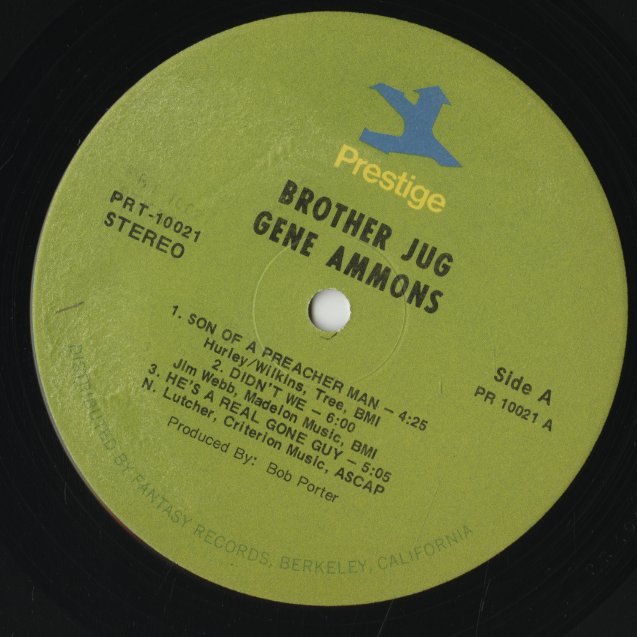 Prestige
BROTHER JUG
GENE AMMONS
PRT-10021
STEREO
Side A
PR 10021 A
1. SON OF A PREACHER MAN – 4:25
Hurley/Wilkins, Tree, BMI
2. DIDN'T WE – 6:00
Jim Webb, Madelon Music, BMI
3. HE'S A REAL GONE GUY – 5:05
N. Lutcher, Criterion Music, ASCAP
Produced By: Bob Porter
DISTRIBUTED BY FANTASY RECORDS, BERKELEY, CALIFORNIA